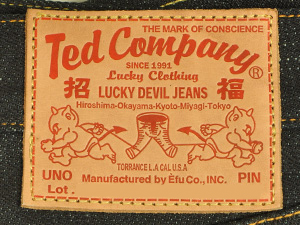 THE MARK OF CONSCIENCE
Ted Company®
SINCE 1991
Lucky Clothing
招 LUCKY DEVIL JEANS 福
Hiroshima-Okayama-Kyoto-Miyagi-Tokyo
TORRANCE L.A CAL U.S.A
UNO Manufactured by Efu Co., INC. PIN
Lot.